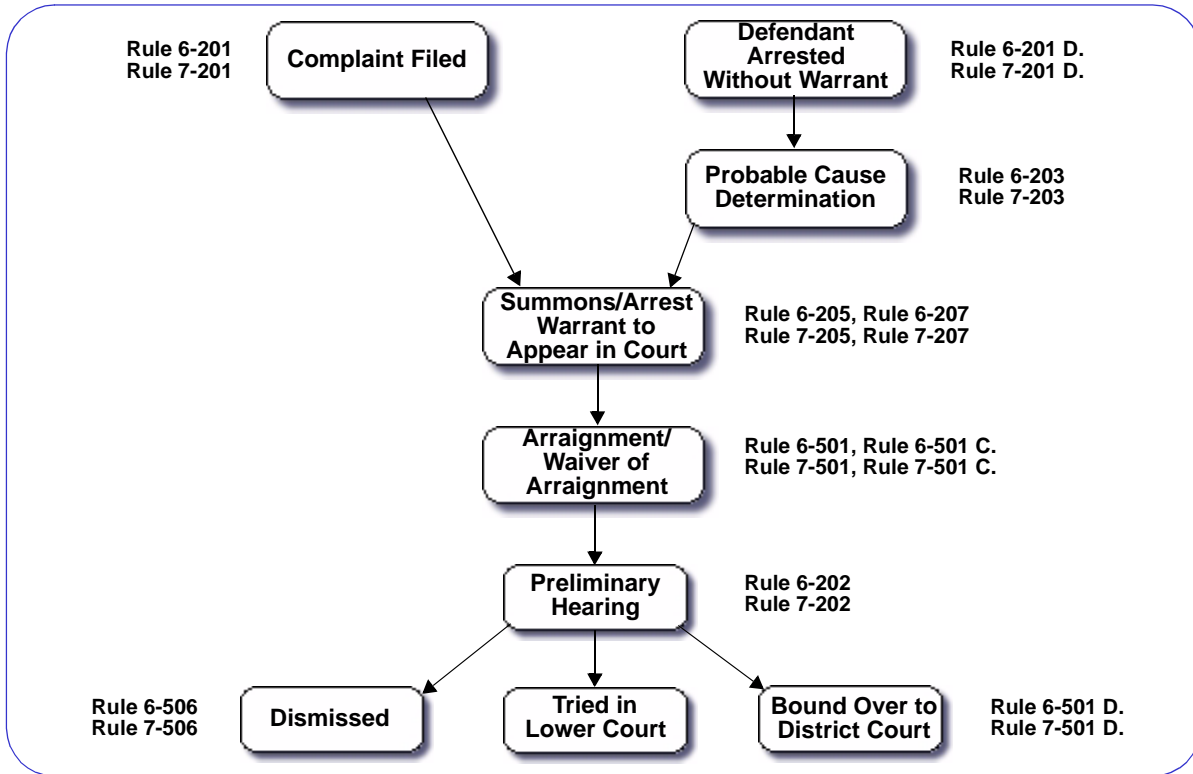 Rule 6-201
Rule 7-201
Complaint Filed
Defendant
Arrested
Without Warrant
Rule 6-201 D.
Rule 7-201 D.
Probable Cause
Determination
Rule 6-203
Rule 7-203
Summons/Arrest
Warrant to
Appear in Court
Rule 6-205, Rule 6-207
Rule 7-205, Rule 7-207
Arraignment/
Waiver of
Arraignment
Rule 6-501, Rule 6-501 C.
Rule 7-501, Rule 7-501 C.
Preliminary
Hearing
Rule 6-202
Rule 7-202
Rule 6-506
Rule 7-506
Dismissed
Tried in
Lower Court
Bound Over to
District Court
Rule 6-501 D.
Rule 7-501 D.